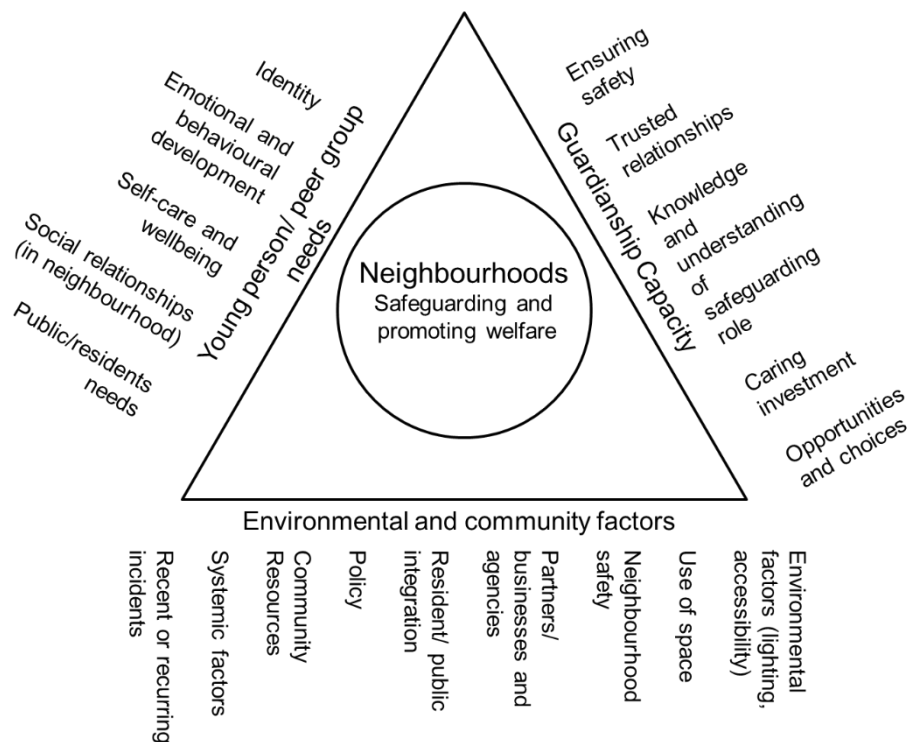 Identity
Emotional and
behavioural
development
Self-care and
wellbeing
Social relationships
(in neighbourhood)
Public/residents
needs
Young person/ peer group
needs
Neighbourhoods
Safeguarding and
promoting welfare
Guardianship Capacity
Ensuring
safety
Trusted
relationships
Knowledge
and
understanding
of
safeguarding
role
Caring
investment
Opportunities
and choices
Environmental and community factors
Recent or recurring
incidents
Systemic factors
Community
Resources
Policy
Resident/ public
integration
Partners/
businesses and
agencies
Neighbourhood
safety
Use of space
Environmental
factors (lighting,
accessibility)